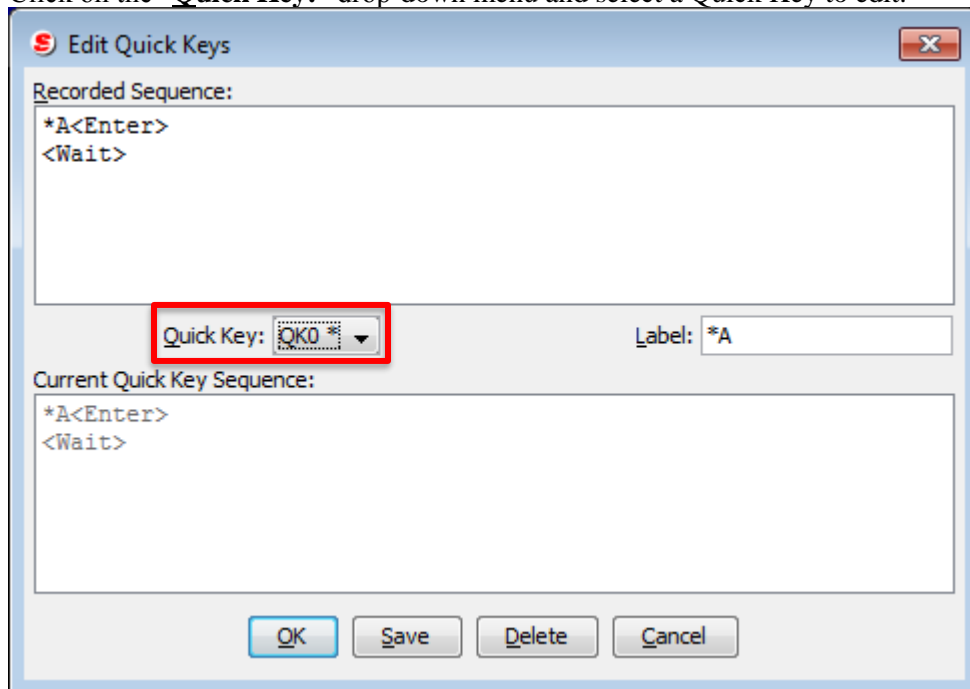 Click on the "Quick Key:" drop-down menu and select a Quick Key to edit.
Edit Quick Keys
Recorded Sequence:
*A<Enter>
<Wait>
Quick Key: QK0 * Label: *A
Current Quick Key Sequence:
*A<Enter>
<Wait>
OK Save Delete Cancel